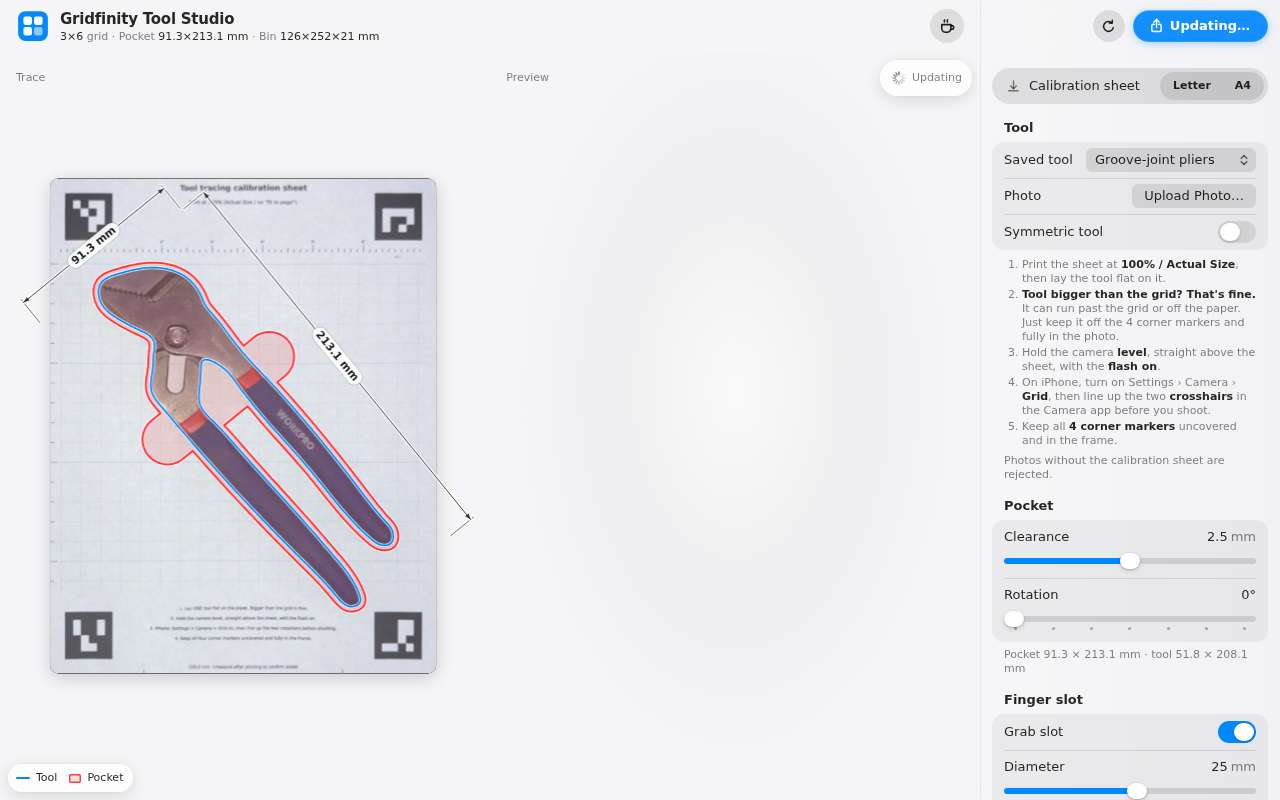 Gridfinity Tool Studio
3×6 grid · Pocket 91.3×213.1 mm · Bin 126×252×21 mm
Updating…
Trace
Preview
Updating
Calibration sheet
Letter
A4
Tool
Saved tool
Groove-joint pliers
Photo
Upload Photo…
Symmetric tool
1. Print the sheet at 100% / Actual Size,
then lay the tool flat on it.
2. Tool bigger than the grid? That's fine.
It can run past the grid or off the paper.
Just keep it off the 4 corner markers and
fully in the photo.
3. Hold the camera level, straight above the
sheet, with the flash on.
4. On iPhone, turn on Settings › Camera ›
Grid, then line up the two crosshairs in
the Camera app before you shoot.
5. Keep all 4 corner markers uncovered
and in the frame.
Photos without the calibration sheet are
rejected.
Pocket
Clearance
2.5 mm
Rotation
0°
Pocket 91.3 × 213.1 mm · tool 51.8 × 208.1
mm
Finger slot
Grab slot
Diameter
25 mm
Tool tracing calibration sheet
91.3 mm
213.1 mm
WORKPRO
Tool
Pocket